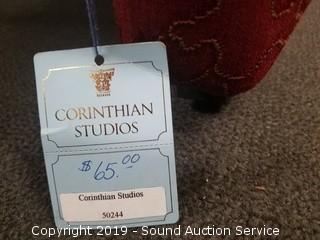 CORINTHIAN
STUDIOS
$65.00
Corinthian Studios
50244
Copyright 2019 - Sound Auction Service